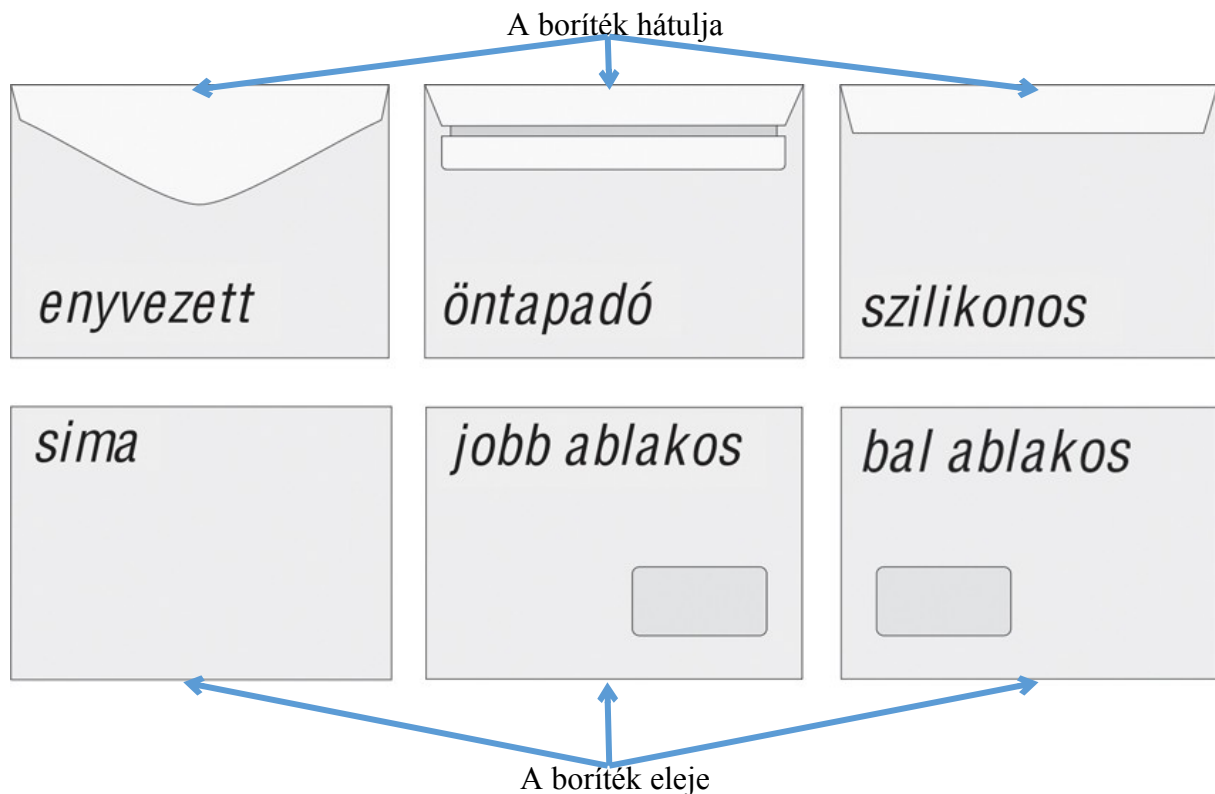 A boríték hátulja
enyvezett
öntapadó
szilikonos
sima
jobb ablakos
bal ablakos
A boríték eleje